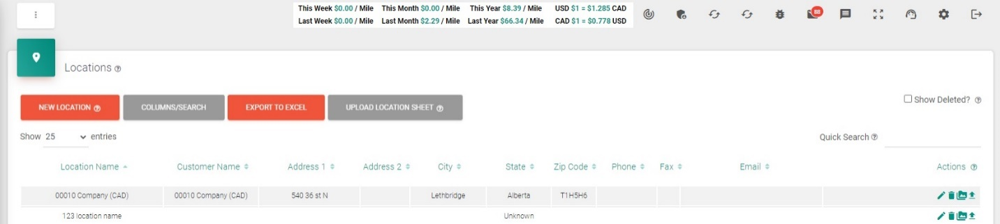 This Week $0.00 / Mile This Month $0.00 / Mile This Year $8.39 / Mile USD $1 = $1.285 CAD
Last Week $0.00 / Mile Last Month $2.29 / Mile Last Year $66.34 / Mile CAD $1 = $0.778 USD
88
Locations
NEW LOCATION COLUMNS/SEARCH EXPORT TO EXCEL UPLOAD LOCATION SHEET
Show Deleted?
Show 25 entries
Quick Search
Location Name Customer Name Address 1 Address 2 City State Zip Code Phone Fax Email Actions
00010 Company (CAD) 00010 Company (CAD) 540 36 st N Lethbridge Alberta T1H5H6
123 location name Unknown